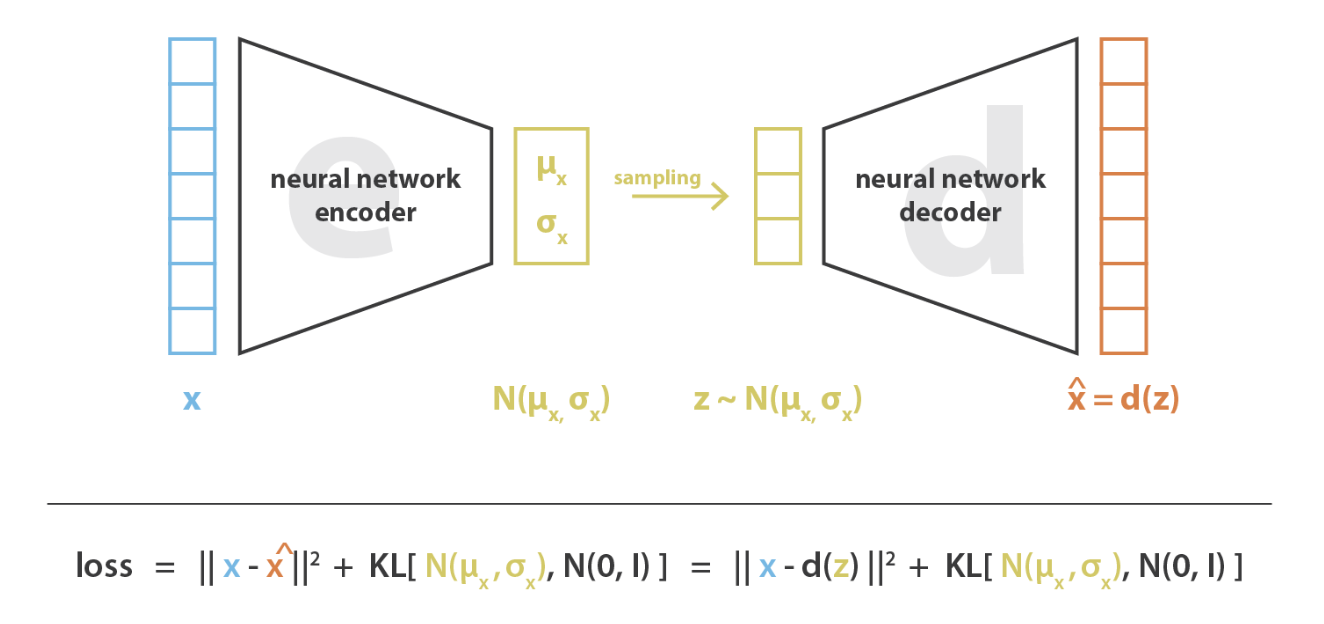 e
neural network
encoder
μₓ
σₓ
sampling
d
neural network
decoder
x
N(μₓ, σₓ)
z ~ N(μₓ, σₓ)
x̂ = d(z)
loss = || x - x̂ ||² + KL[ N(μₓ, σₓ), N(0, I) ] = || x - d(z) ||² + KL[ N(μₓ, σₓ), N(0, I) ]